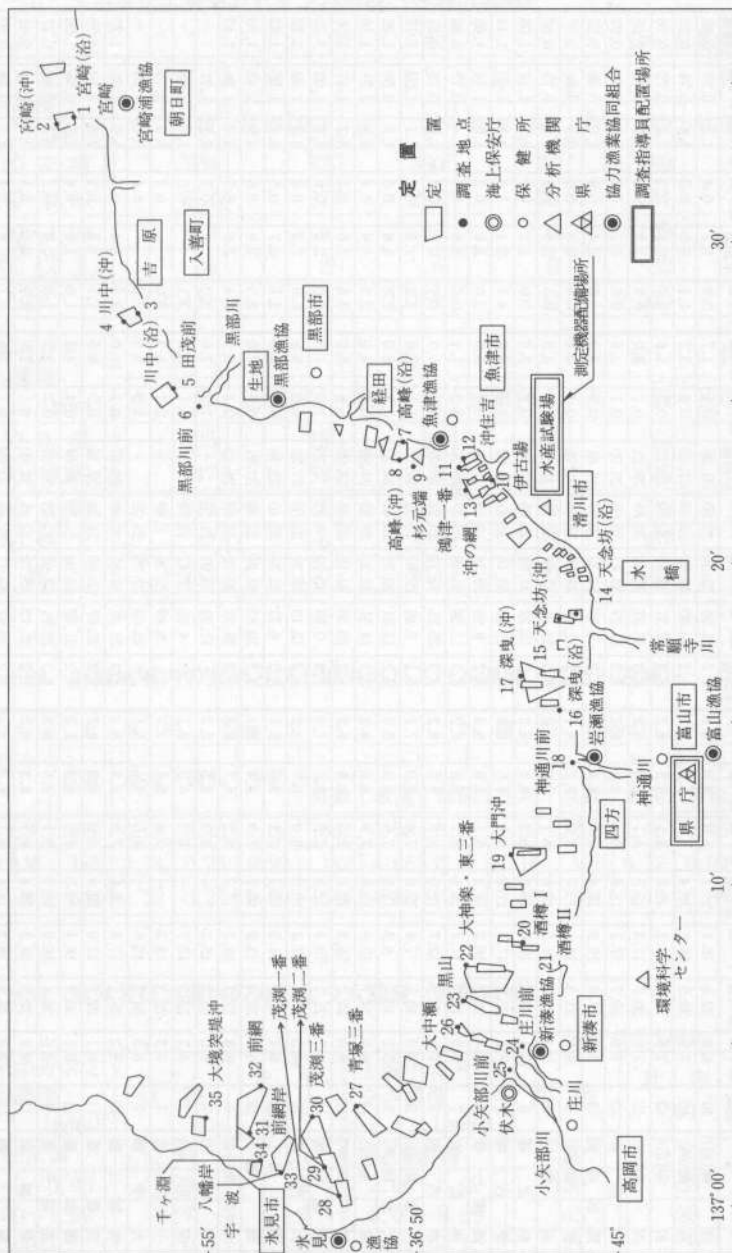 宮崎(沖)
2
1 宮崎(沿)
宮崎
宮崎浦漁協
朝日町
吉原
入善町
4 川中(沖)
3
川中(沿)
5 田茂前
6
黒部川前
黒部川
生地
黒部漁協
黒部市
経田
高峰(沿)
7
8
高峰(沖)
9
杉元端
魚津漁協
魚津市
11
12
沖住吉
鴻津一番
13
沖の網
10
伊古場
水産試験場
測定機器配備場所
滑川市
14 天念坊(沿)
水橋
15 天念坊(沖)
常願寺川
17 深曳(沖)
16 深曳(沿)
岩瀬漁協
神通川前
18
神通川
富山市
県庁
富山漁協
四方
19 大門沖
20 酒樽 I
21 酒樽 II
22 大神楽・東三番
黒山
23
環境科学
センター
26 大中瀬
24 庄川前
新湊漁協
新湊市
25
小矢部川前
伏木
庄川
小矢部川
高岡市
27 青塚三番
30 茂渕三番
茂渕二番
茂渕一番
28
29
31
前網岸
32 前網
33
34
35 大境突堤沖
千ヶ淵
八幡岸
宇波
氷見市
氷見漁協
定置
定置
調査地点
海上保安庁
保健所
分析機関
県庁
協力漁業協同組合
調査指導員配置場所
55′
36°50′
45″
137°00′
10′
20′
30′